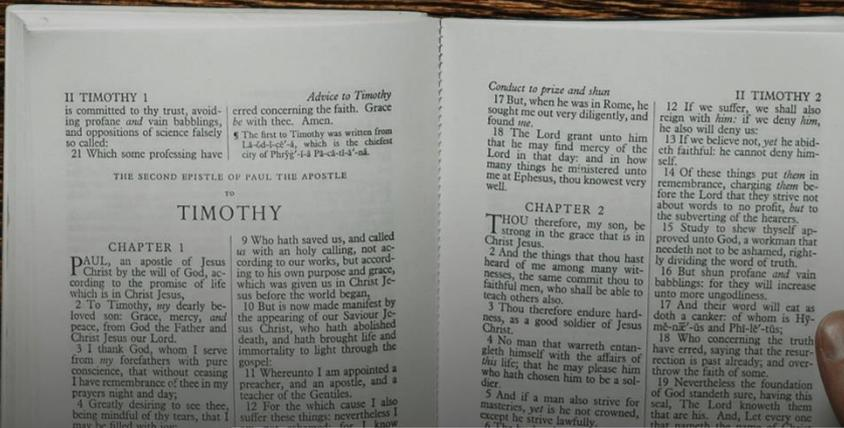 II TIMOTHY 1
Advice to Timothy
is committed to thy trust, avoid-
ing profane and vain babblings,
and oppositions of science falsely
so called:
21 Which some professing have
erred concerning the faith. Grace
be with thee. Amen.
¶ The first to Timothy was written from
Lā-ŏd-ĭ-cē′-ȧ, which is the chiefest
city of Phrўġ′-ĭ-ȧ Pȧ-cȧ-tĭ-ā′-nȧ.
THE SECOND EPISTLE OF PAUL THE APOSTLE
TO
TIMOTHY
CHAPTER 1
PAUL, an apostle of Jesus
Christ by the will of God, ac-
cording to the promise of life
which is in Christ Jesus,
2 To Timothy, my dearly be-
loved son: Grace, mercy, and
peace, from God the Father and
Christ Jesus our Lord.
3 I thank God, whom I serve
from my forefathers with pure
conscience, that without ceasing
I have remembrance of thee in my
prayers night and day;
4 Greatly desiring to see thee,
being mindful of thy tears, that I
may be filled with joy;
9 Who hath saved us, and called
us with an holy calling, not ac-
cording to our works, but accord-
ing to his own purpose and grace,
which was given us in Christ Je-
sus before the world began,
10 But is now made manifest by
the appearing of our Saviour Je-
sus Christ, who hath abolished
death, and hath brought life and
immortality to light through the
gospel:
11 Whereunto I am appointed a
preacher, and an apostle, and a
teacher of the Gentiles.
12 For the which cause I also
suffer these things: nevertheless I
am not ashamed: for I know
Conduct to prize and shun
II TIMOTHY 2
17 But, when he was in Rome, he
sought me out very diligently, and
found me.
18 The Lord grant unto him
that he may find mercy of the
Lord in that day: and in how
many things he ministered unto
me at Ephesus, thou knowest very
well.
CHAPTER 2
THOU therefore, my son, be
strong in the grace that is in
Christ Jesus.
2 And the things that thou hast
heard of me among many wit-
nesses, the same commit thou to
faithful men, who shall be able to
teach others also.
3 Thou therefore endure hard-
ness, as a good soldier of Jesus
Christ.
4 No man that warreth entan-
gleth himself with the affairs of
this life; that he may please him
who hath chosen him to be a sol-
dier.
5 And if a man also strive for
masteries, yet is he not crowned,
except he strive lawfully.
12 If we suffer, we shall also
reign with him: if we deny him,
he also will deny us:
13 If we believe not, yet he abid-
eth faithful: he cannot deny him-
self.
14 Of these things put them in
remembrance, charging them be-
fore the Lord that they strive not
about words to no profit, but to
the subverting of the hearers.
15 Study to shew thyself ap-
proved unto God, a workman that
needeth not to be ashamed, right-
ly dividing the word of truth.
16 But shun profane and vain
babblings: for they will increase
unto more ungodliness.
17 And their word will eat as
doth a canker: of whom is Hȳ-
mē-næ′-ŭs and Phī-lē′-tŭs;
18 Who concerning the truth
have erred, saying that the resur-
rection is past already; and over-
throw the faith of some.
19 Nevertheless the foundation
of God standeth sure, having this
seal, The Lord knoweth them
that are his. And, Let every one
that nameth the name of Christ